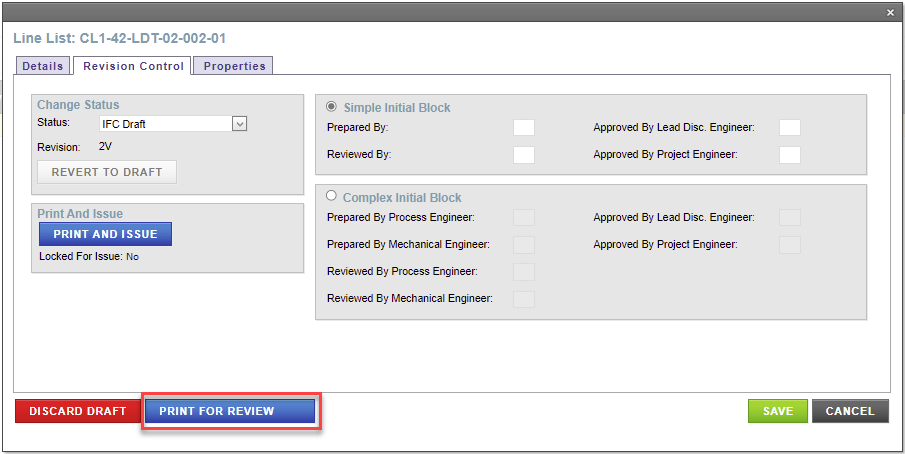 ×
Line List: CL1-42-LDT-02-002-01
Details Revision Control Properties
Change Status
Status: IFC Draft
Revision: 2V
REVERT TO DRAFT
Print And Issue
PRINT AND ISSUE
Locked For Issue: No
Simple Initial Block
Prepared By: Approved By Lead Disc. Engineer:
Reviewed By: Approved By Project Engineer:
Complex Initial Block
Prepared By Process Engineer: Approved By Lead Disc. Engineer:
Prepared By Mechanical Engineer: Approved By Project Engineer:
Reviewed By Process Engineer:
Reviewed By Mechanical Engineer:
DISCARD DRAFT PRINT FOR REVIEW SAVE CANCEL